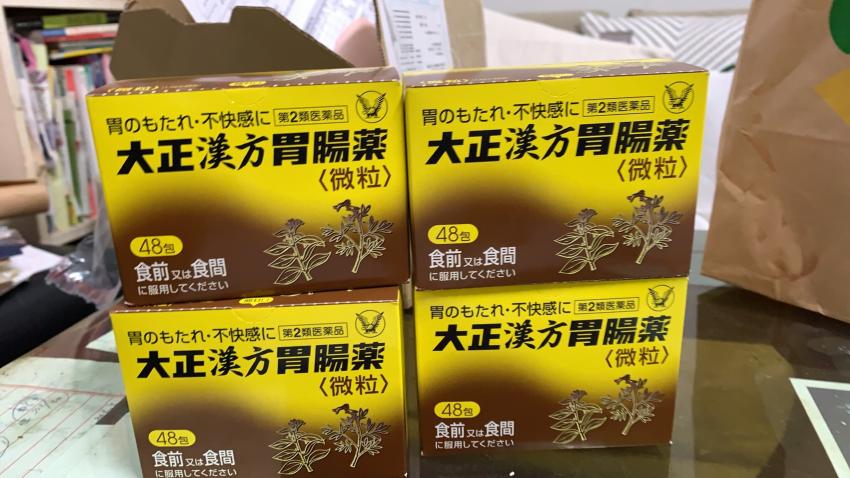 胃のもたれ・不快感に 第2類医薬品
大正漢方胃腸薬
〈微粒〉
48包
食前又は食間
に服用してください
胃のもたれ・不快感に 第2類医薬品
大正漢方胃腸薬
〈微粒〉
48包
食前又は食間
に服用してください
胃のもたれ・不快感に 第2類医薬品
大正漢方胃腸薬
〈微粒〉
48包
食前又は食間
に服用してください
胃のもたれ・不快感に 第2類医薬品
大正漢方胃腸薬
〈微粒〉
48包
食前又は食間
に服用してください